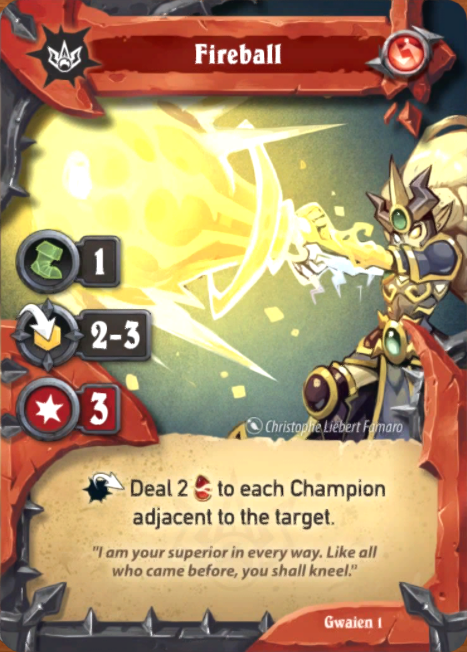 Fireball
1
2-3
3
Christophe Liebert Famaro
Deal 2 to each Champion
adjacent to the target.
"I am your superior in every way. Like all
who came before, you shall kneel."
Gwaien 1